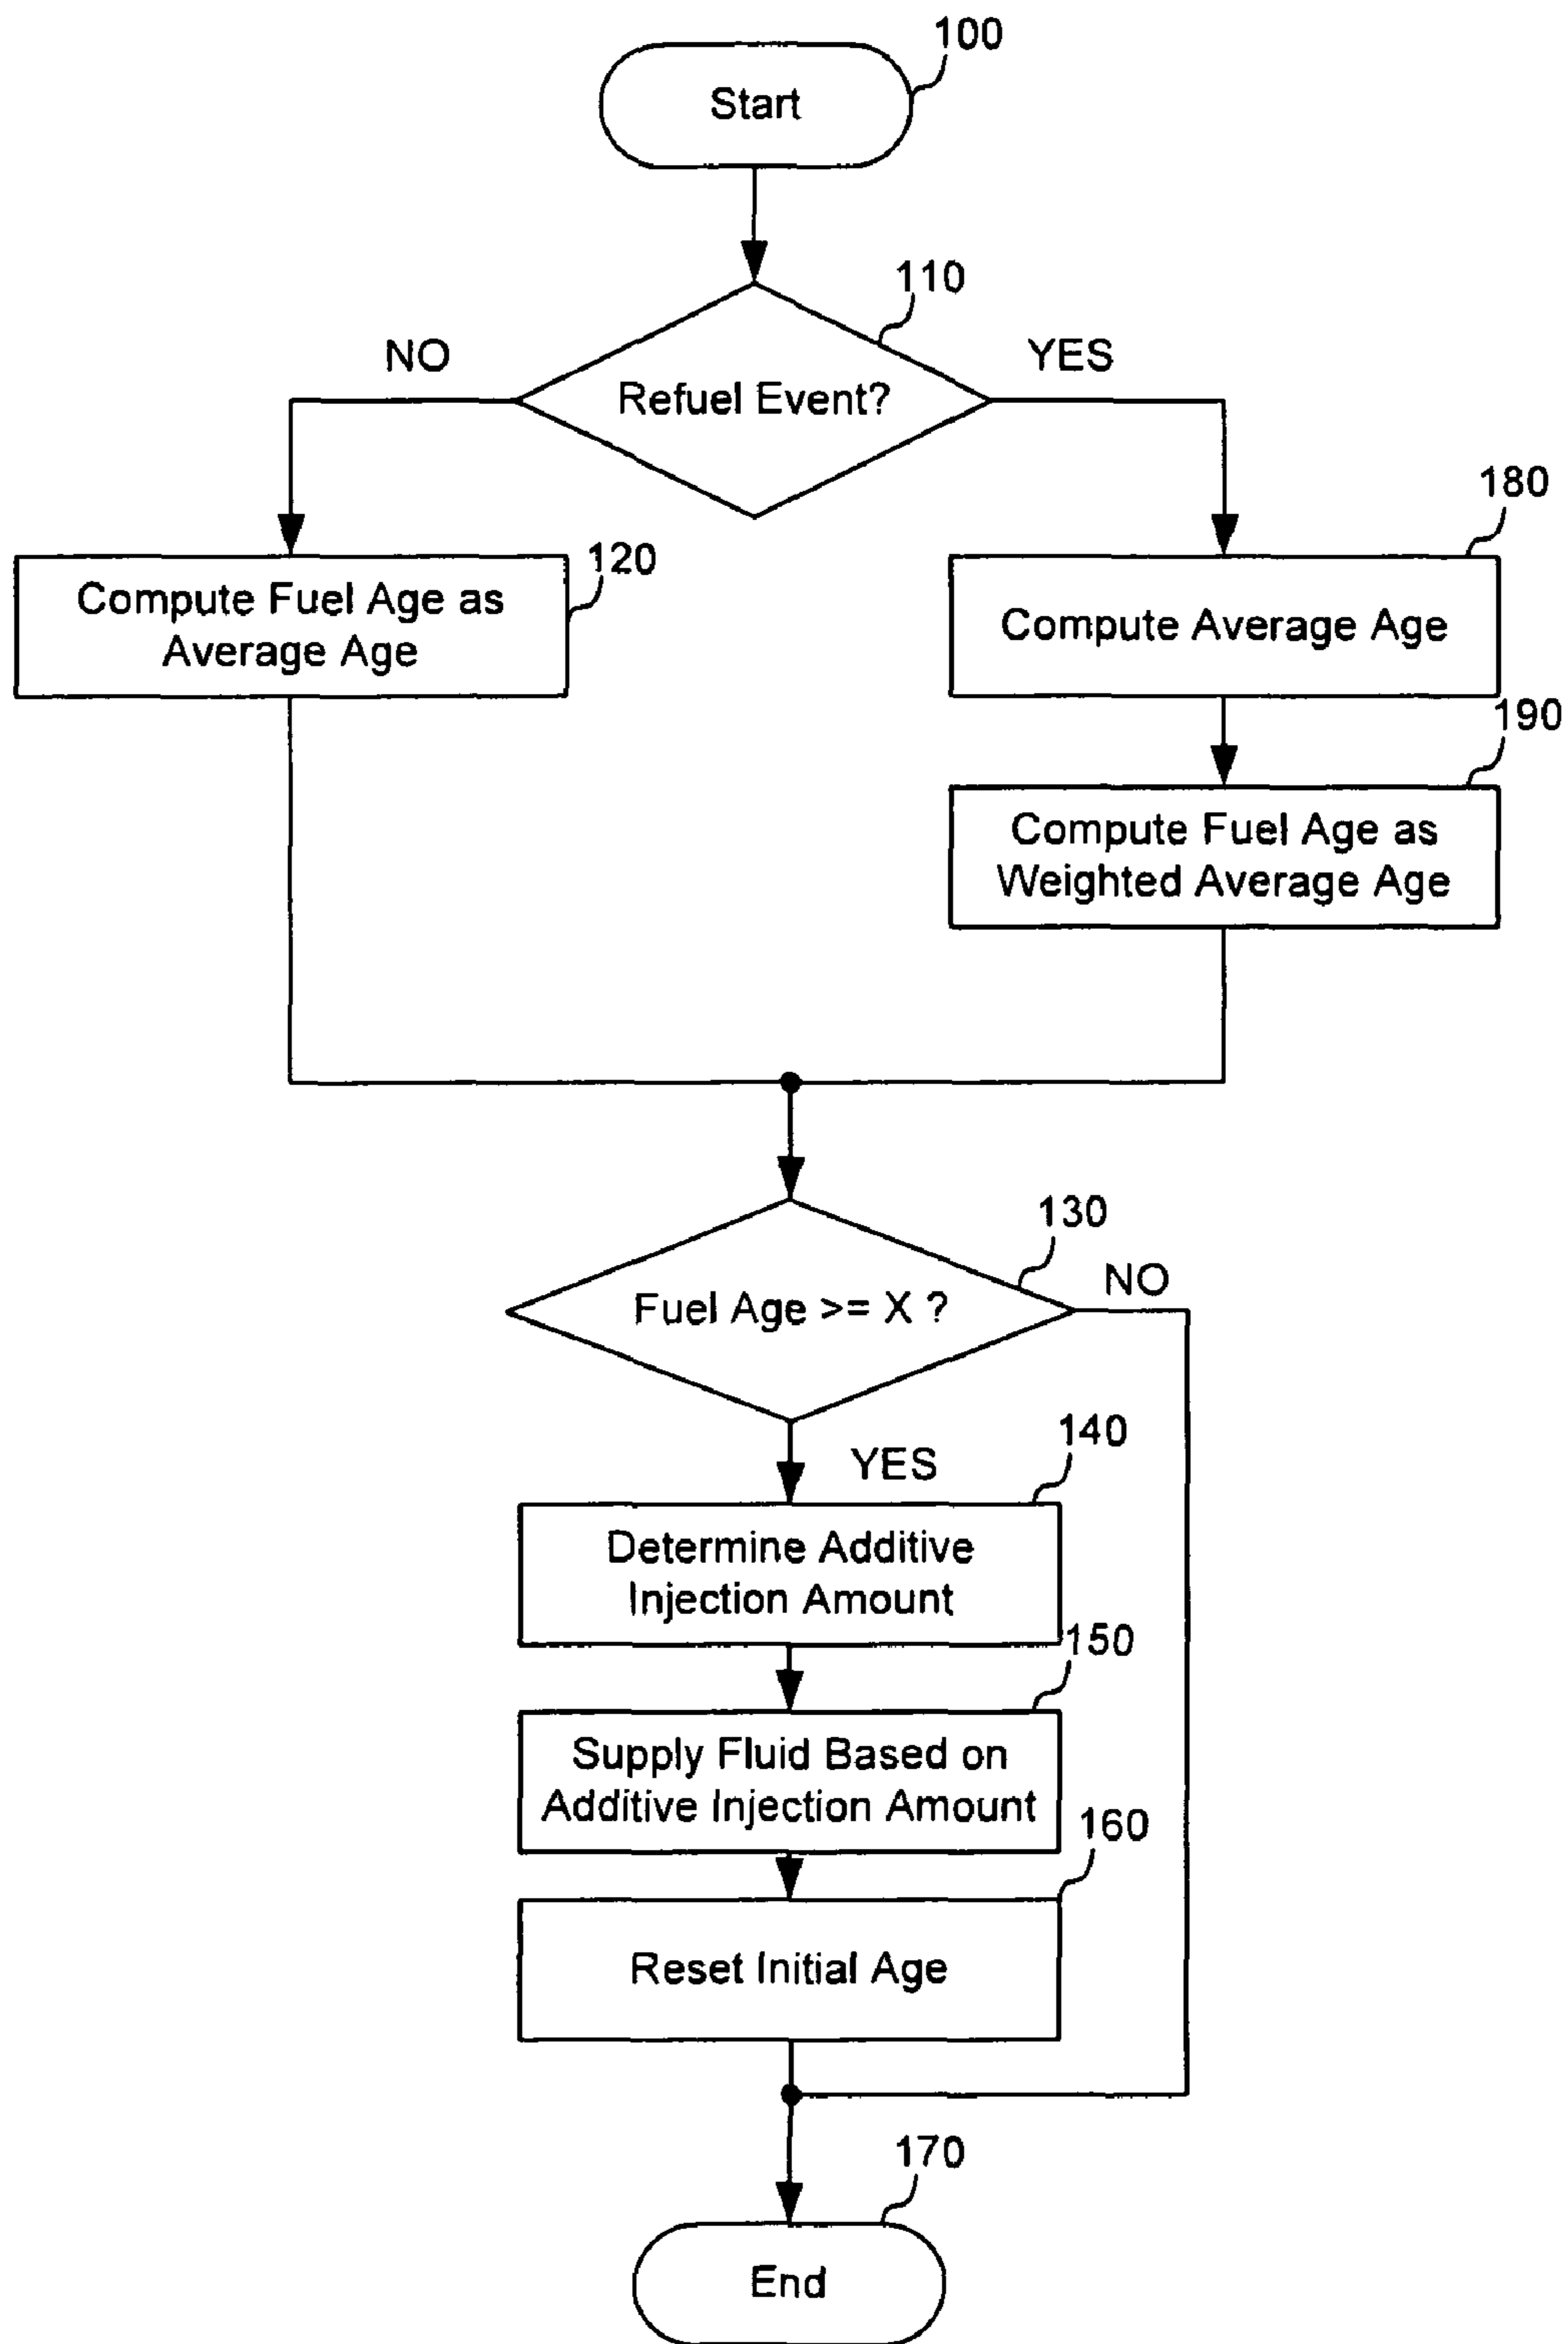 100
Start
110
NO
YES
Refuel Event?
180
120
Compute Fuel Age as
Average Age
Compute Average Age
190
Compute Fuel Age as
Weighted Average Age
130
NO
Fuel Age >= X ?
140
YES
Determine Additive
Injection Amount
150
Supply Fluid Based on
Additive Injection Amount
160
Reset Initial Age
170
End